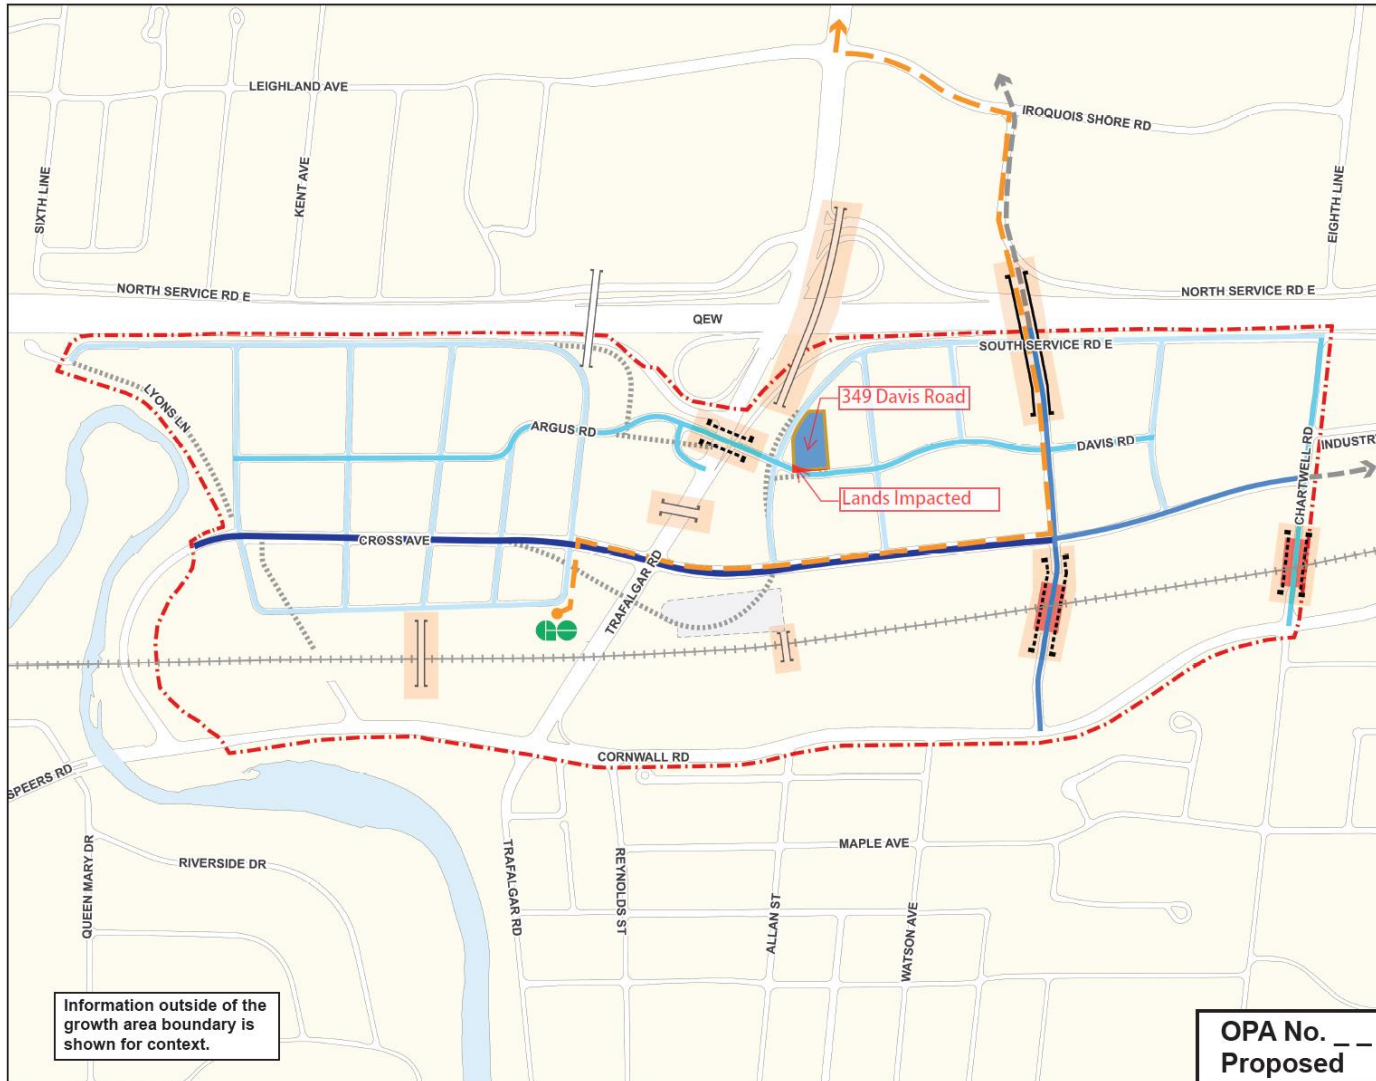 LEIGHLAND AVE
IROQUOIS SHORE RD
SIXTH LINE
KENT AVE
EIGHTH LINE
NORTH SERVICE RD E
NORTH SERVICE RD E
QEW
SOUTH SERVICE RD E
LYONS LN
349 Davis Road
ARGUS RD
DAVIS RD
CHARTWELL RD
INDUSTRY
Lands Impacted
CROSS AVE
TRAFALGAR RD
GO
CORNWALL RD
SPEERS RD
QUEEN MARY DR
RIVERSIDE DR
TRAFALGAR RD
REYNOLDS ST
MAPLE AVE
ALLAN ST
WATSON AVE
Information outside of the
growth area boundary is
shown for context.
OPA No. _ _
Proposed